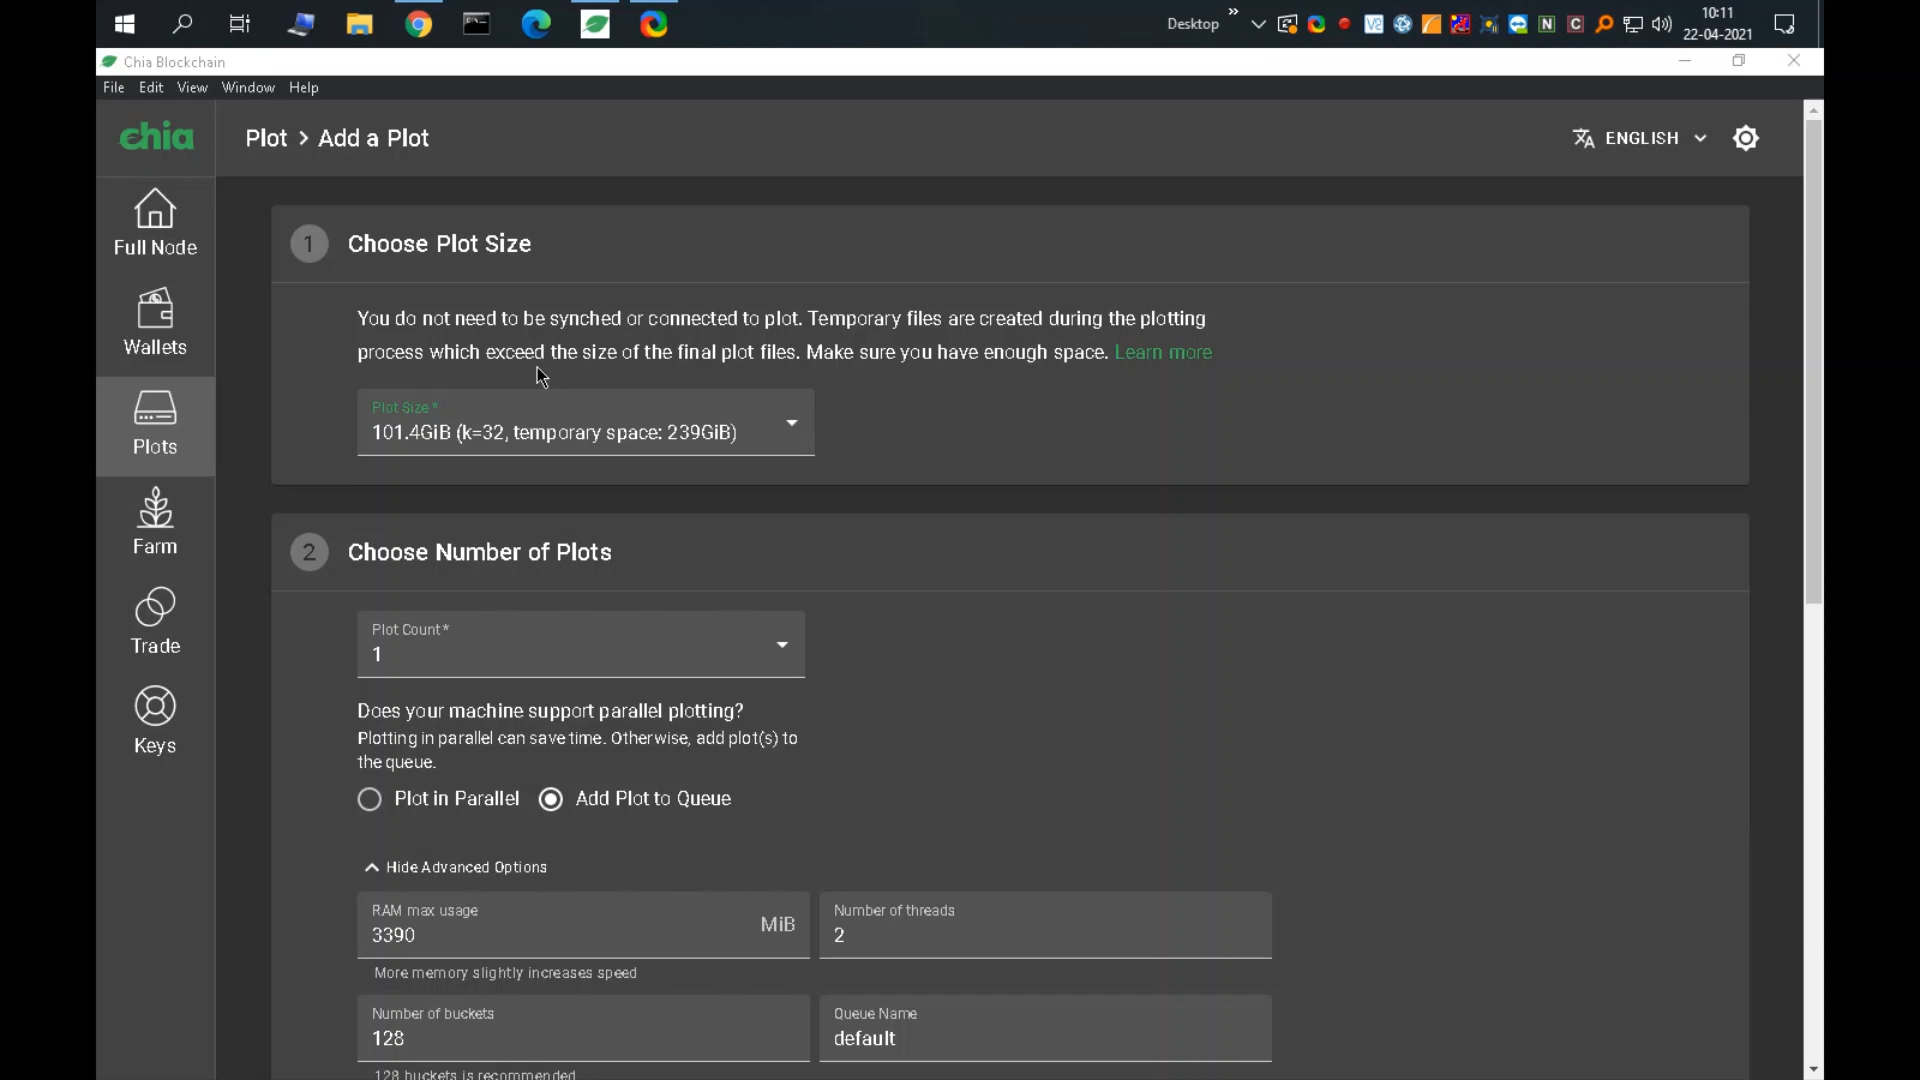 Desktop
10:11
22-04-2021
Chia Blockchain
File Edit View Window Help
chia
Plot > Add a Plot
ENGLISH
Full Node
Wallets
Plots
Farm
Trade
Keys
1 Choose Plot Size
You do not need to be synched or connected to plot. Temporary files are created during the plotting
process which exceed the size of the final plot files. Make sure you have enough space. Learn more
Plot Size *
101.4GiB (k=32, temporary space: 239GiB)
2 Choose Number of Plots
Plot Count *
1
Does your machine support parallel plotting?
Plotting in parallel can save time. Otherwise, add plot(s) to
the queue.
Plot in Parallel Add Plot to Queue
Hide Advanced Options
RAM max usage
3390 MiB
More memory slightly increases speed
Number of threads
2
Number of buckets
128
128 buckets is recommended
Queue Name
default